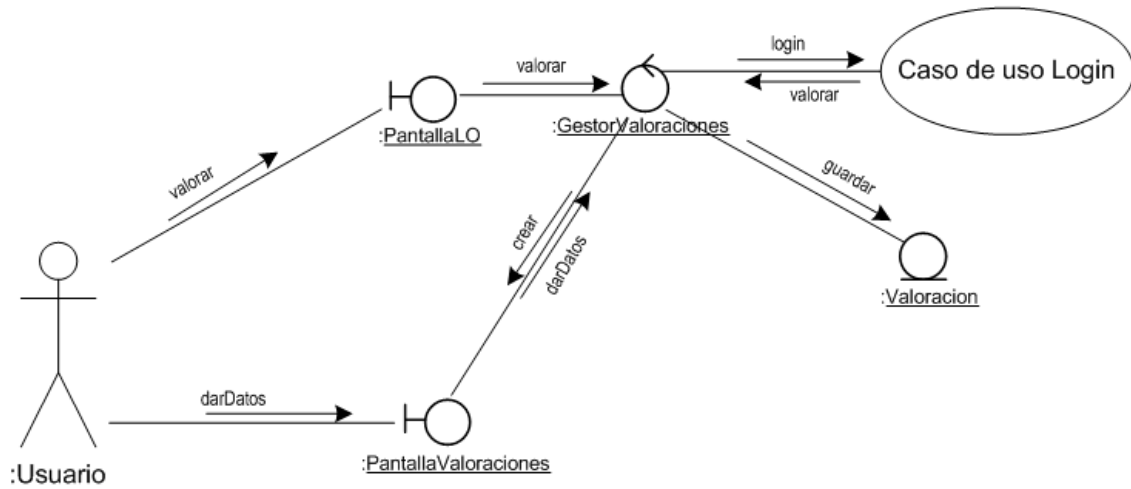 login
Caso de uso Login
valorar
valorar
:PantallaLO
:GestorValoraciones
valorar
guardar
crear
darDatos
:Valoracion
darDatos
:PantallaValoraciones
:Usuario